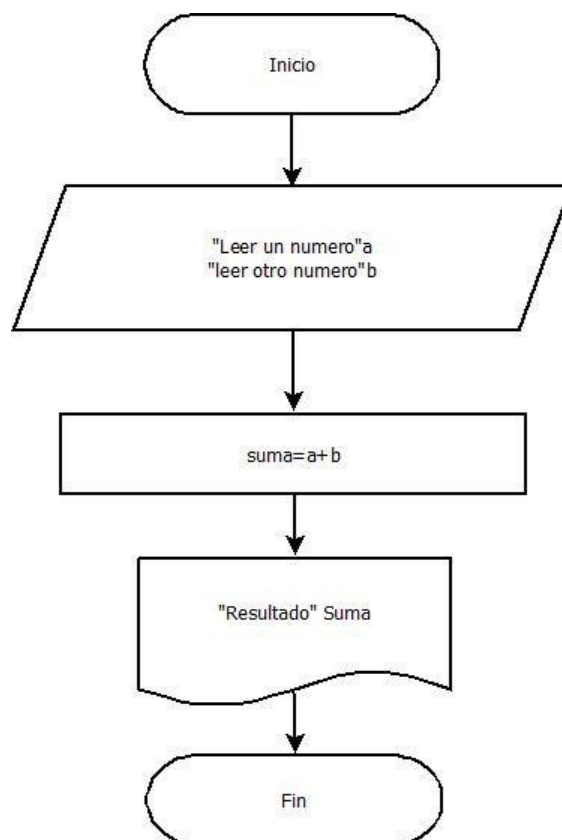 Inicio
"Leer un numero"a
"leer otro numero"b
suma=a+b
"Resultado" Suma
Fin